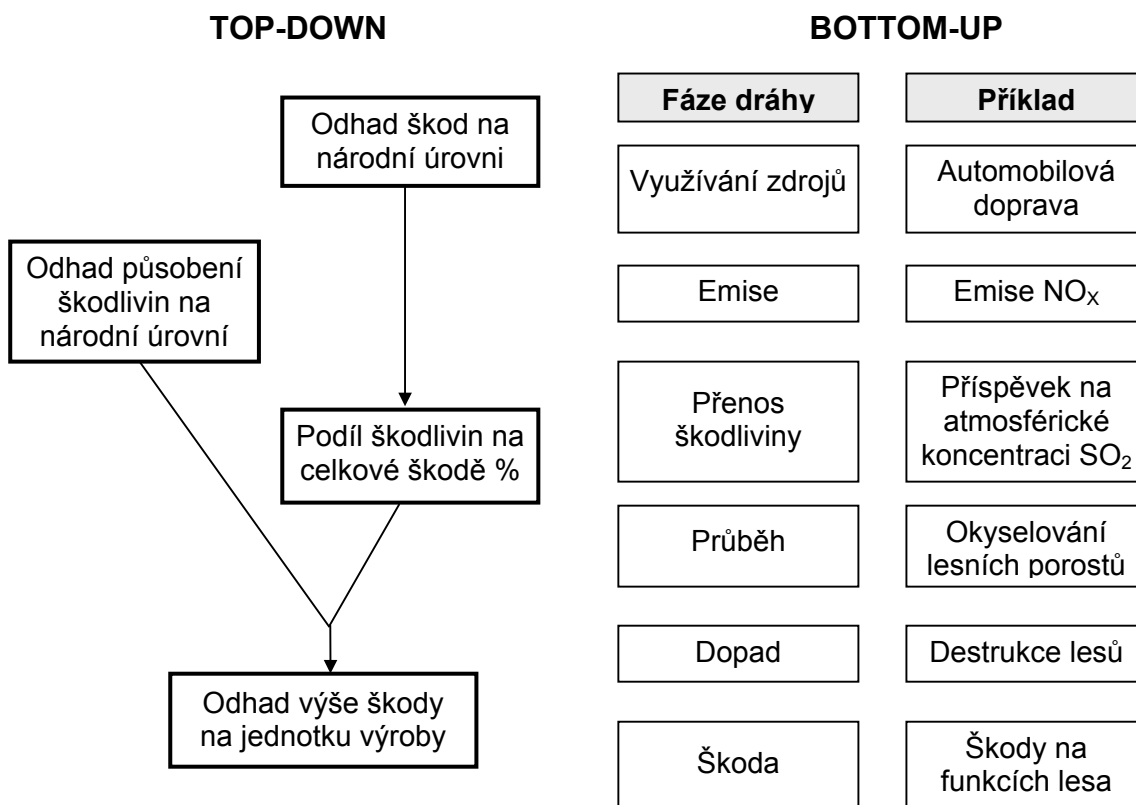 TOP-DOWN
Odhad škod na
národní úrovni
Odhad působení
škodlivin na
národní úrovní
Podíl škodlivin na
celkové škodě %
Odhad výše škody
na jednotku výroby
BOTTOM-UP
Fáze dráhy
Příklad
Využívání zdrojů
Automobilová
doprava
Emise
Emise NOX
Přenos
škodliviny
Příspěvek na
atmosférické
koncentraci SO2
Průběh
Okyselování
lesních porostů
Dopad
Destrukce lesů
Škoda
Škody na
funkcích lesa